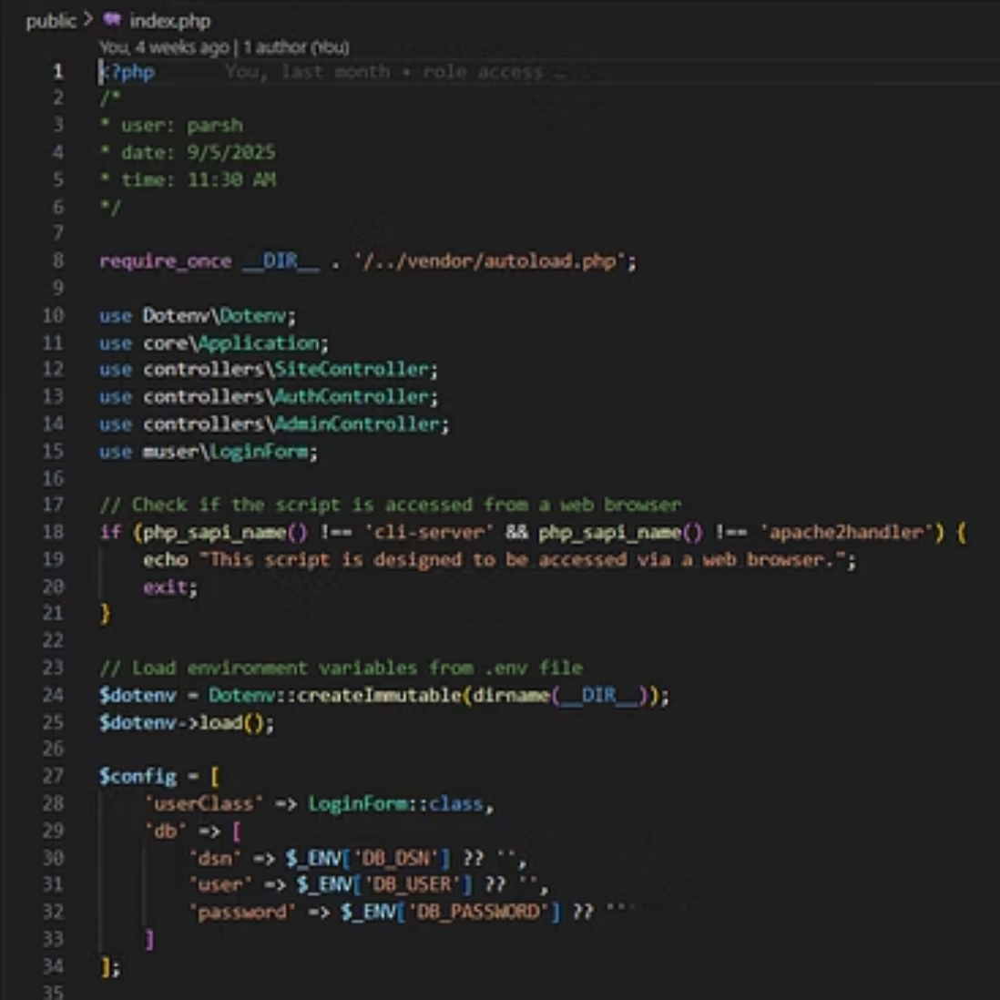 public > index.php
You, 4 weeks ago | 1 author (You)
1 <?php You, last month • role access …
2 /*
3 * user: parsh
4 * date: 9/5/2025
5 * time: 11:30 AM
6 */
7
8 require_once __DIR__ . '/../vendor/autoload.php';
9
10 use Dotenv\Dotenv;
11 use core\Application;
12 use controllers\SiteController;
13 use controllers\AuthController;
14 use controllers\AdminController;
15 use muser\LoginForm;
16
17 // Check if the script is accessed from a web browser
18 if (php_sapi_name() !== 'cli-server' && php_sapi_name() !== 'apache2handler') {
19 echo "This script is designed to be accessed via a web browser.";
20 exit;
21 }
22
23 // Load environment variables from .env file
24 $dotenv = Dotenv::createImmutable(dirname(__DIR__));
25 $dotenv->load();
26
27 $config = [
28 'userClass' => LoginForm::class,
29 'db' => [
30 'dsn' => $_ENV['DB_DSN'] ?? '',
31 'user' => $_ENV['DB_USER'] ?? '',
32 'password' => $_ENV['DB_PASSWORD'] ?? ''
33 ]
34 ];
35